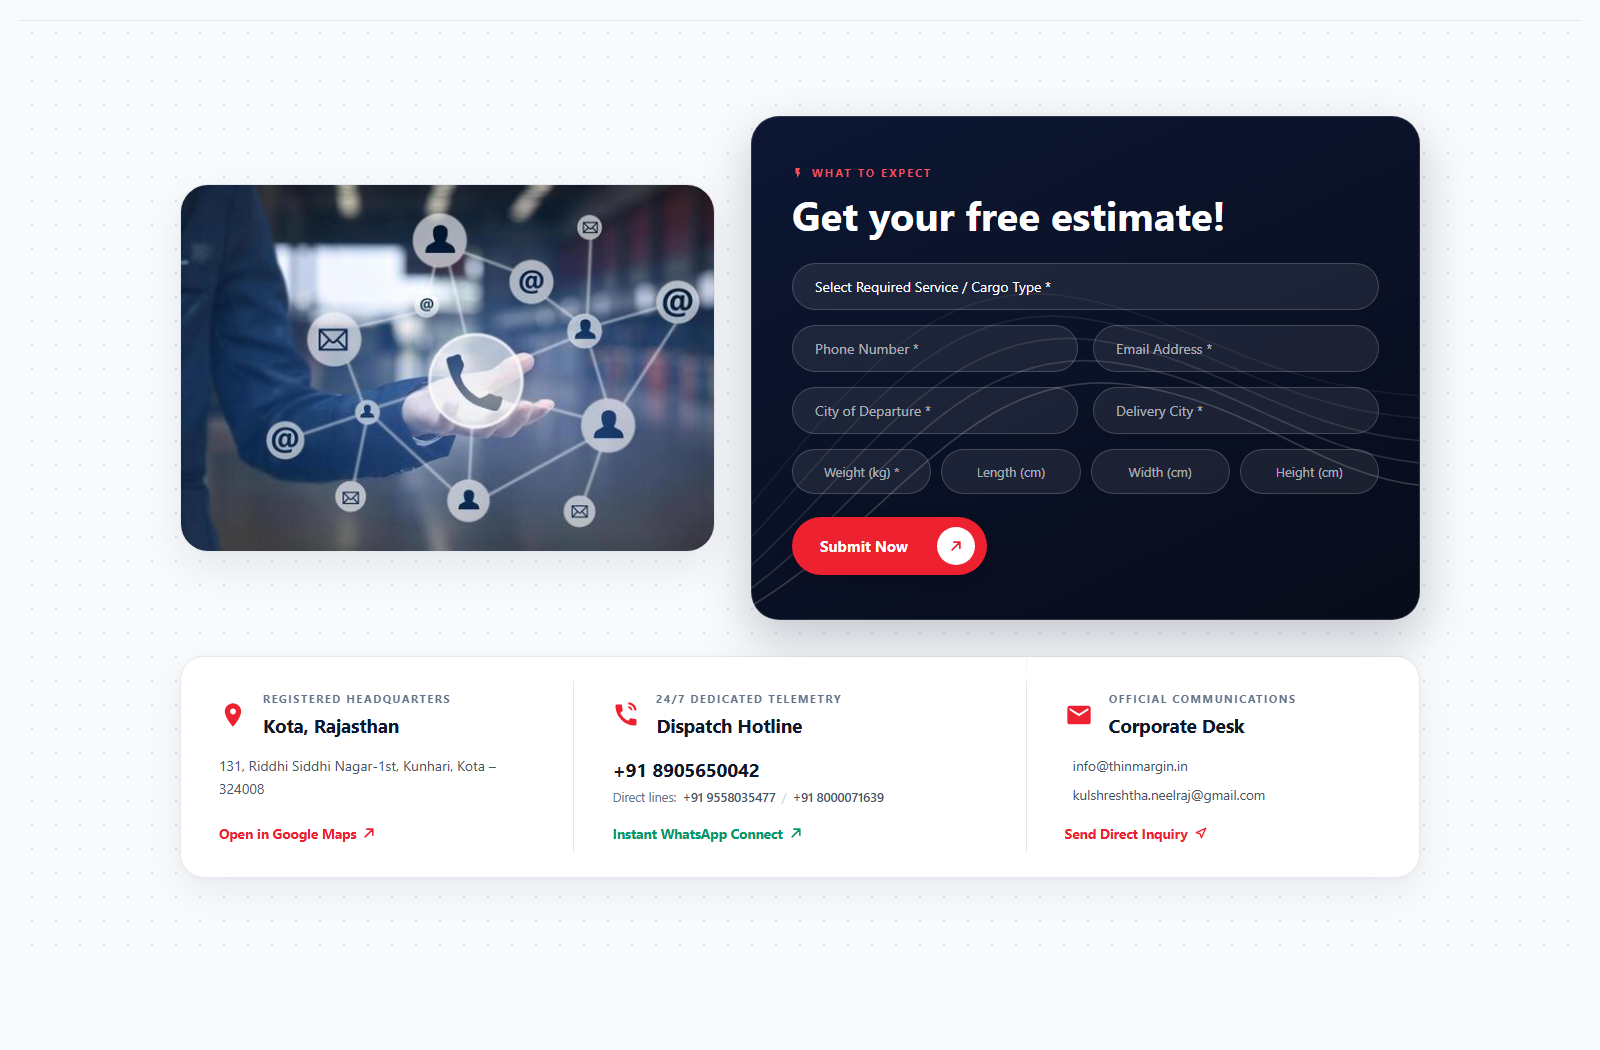 WHAT TO EXPECT
Get your free estimate!
Select Required Service / Cargo Type *
Phone Number *
Email Address *
City of Departure *
Delivery City *
Weight (kg) *
Length (cm)
Width (cm)
Height (cm)
Submit Now
@
@
@
@
REGISTERED HEADQUARTERS
Kota, Rajasthan
131, Riddhi Siddhi Nagar-1st, Kunhari, Kota –
324008
Open in Google Maps
24/7 DEDICATED TELEMETRY
Dispatch Hotline
+91 8905650042
Direct lines: +91 9558035477 / +91 8000071639
Instant WhatsApp Connect
OFFICIAL COMMUNICATIONS
Corporate Desk
info@thinmargin.in
kulshreshtha.neelraj@gmail.com
Send Direct Inquiry